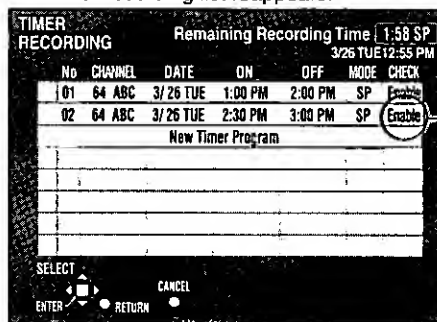 TIMER RECORDING
Remaining Recording Time 1:58 SP
3/26 TUE 12:55 PM
No CHANNEL DATE ON OFF MODE CHECK
01 64 ABC 3/26 TUE 1:00 PM 2:00 PM SP Enable
02 64 ABC 3/26 TUE 2:30 PM 3:00 PM SP Enable
New Timer Program
SELECT
CANCEL
ENTER RETURN